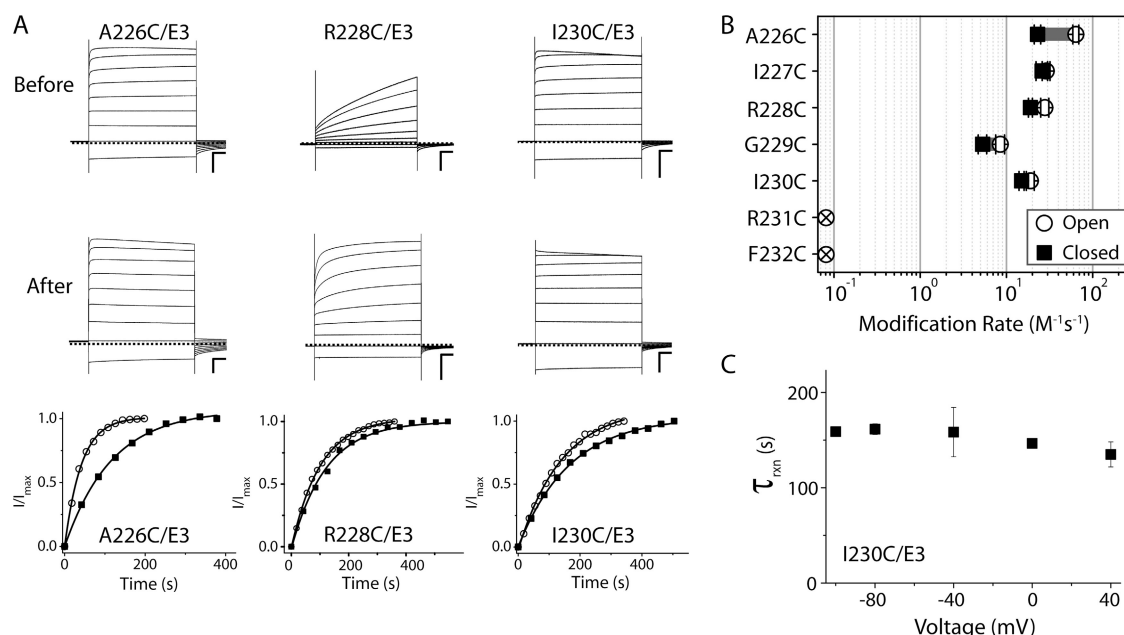 A
A226C/E3
R228C/E3
I230C/E3
Before
After
I/Imax
1.0
0.5
0.0
A226C/E3
0
200
400
Time (s)
I/Imax
1.0
0.5
0.0
R228C/E3
0
200
400
Time (s)
I/Imax
1.0
0.5
0.0
I230C/E3
0
200
400
Time (s)
B
A226C
I227C
R228C
G229C
I230C
R231C
F232C
Open
Closed
10⁻¹
10⁰
10¹
10²
Modification Rate (M⁻¹s⁻¹)
C
τrxn (s)
200
100
0
I230C/E3
-80
-40
0
40
Voltage (mV)